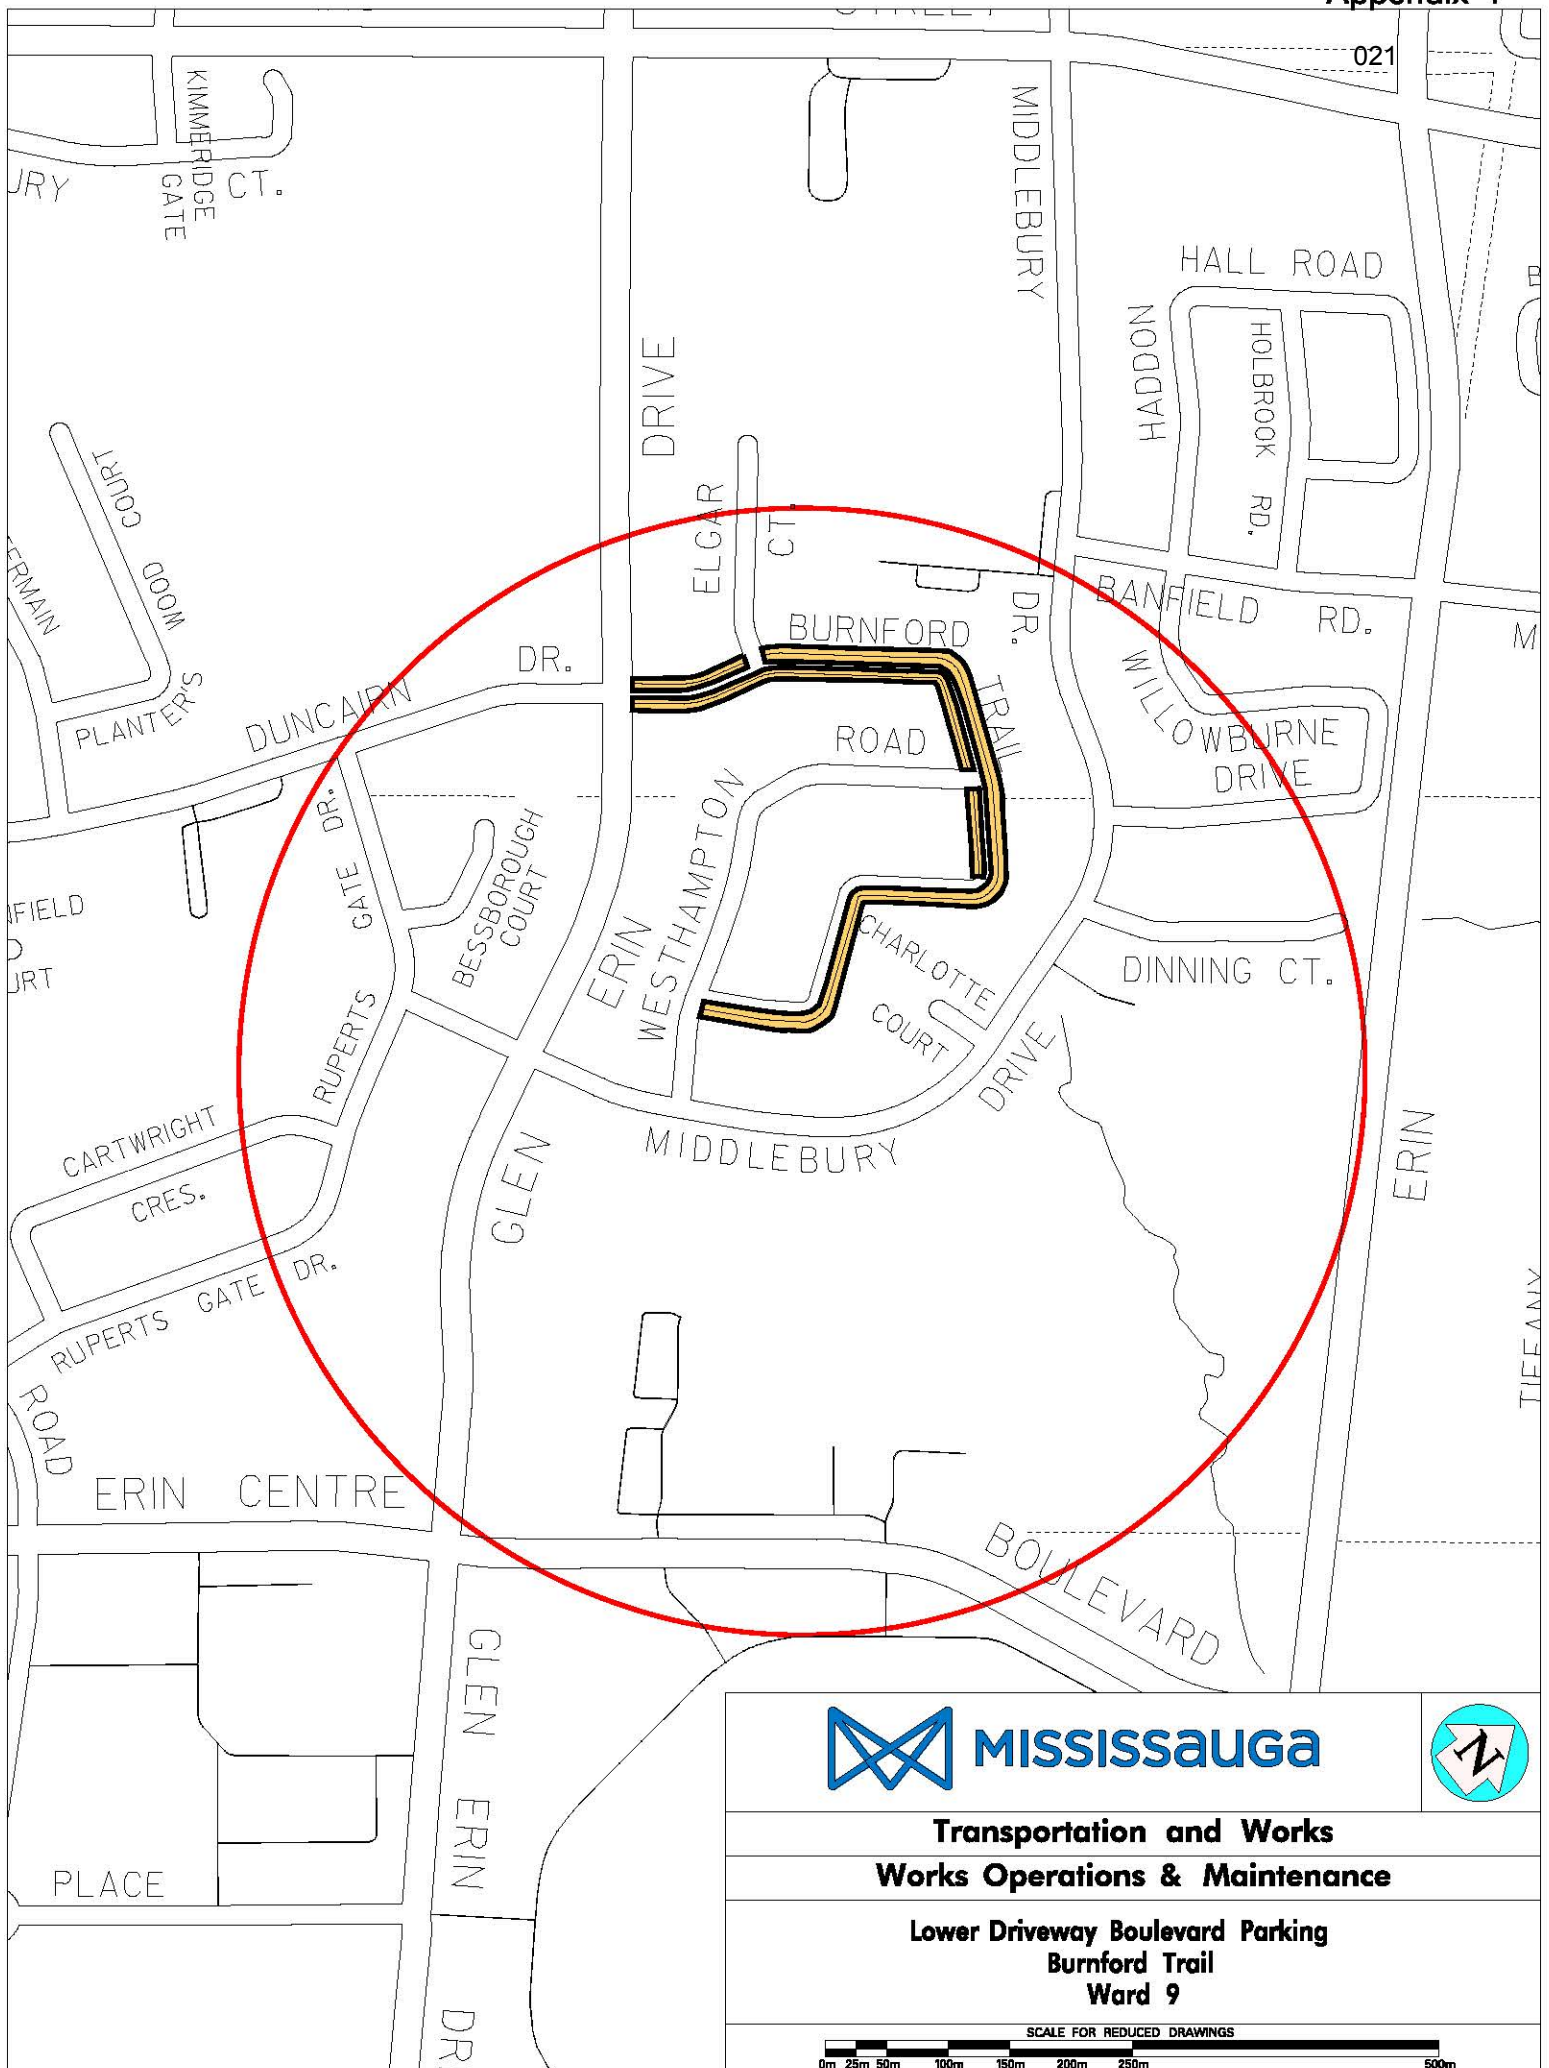 021
KIMMERIDGE
GATE
CT.
MIDDLEBURY
HALL ROAD
HADDON
HOLBROOK RD.
DRIVE
ELGAR
CT.
WOOD COURT
PLANTER'S
DUNCAIRN
DR.
BURNFORD
TRAIL
DR.
BANFIELD RD.
WILLOWBURNE
DRIVE
ROAD
WESTHAMPTON
GATE DR.
BESSBOROUGH
COURT
ERIN
CHARLOTTE
COURT
DRIVE
DINNING CT.
RUPERTS
CARTWRIGHT
CRES.
MIDDLEBURY
GLEN
ERIN
RUPERTS GATE DR.
ROAD
ERIN CENTRE
BOULEVARD
GLEN
ERIN
DR.
PLACE
MISSISSAUGA
N
Transportation and Works
Works Operations & Maintenance
Lower Driveway Boulevard Parking
Burnford Trail
Ward 9
SCALE FOR REDUCED DRAWINGS
0m 25m 50m 100m 150m 200m 250m 500m